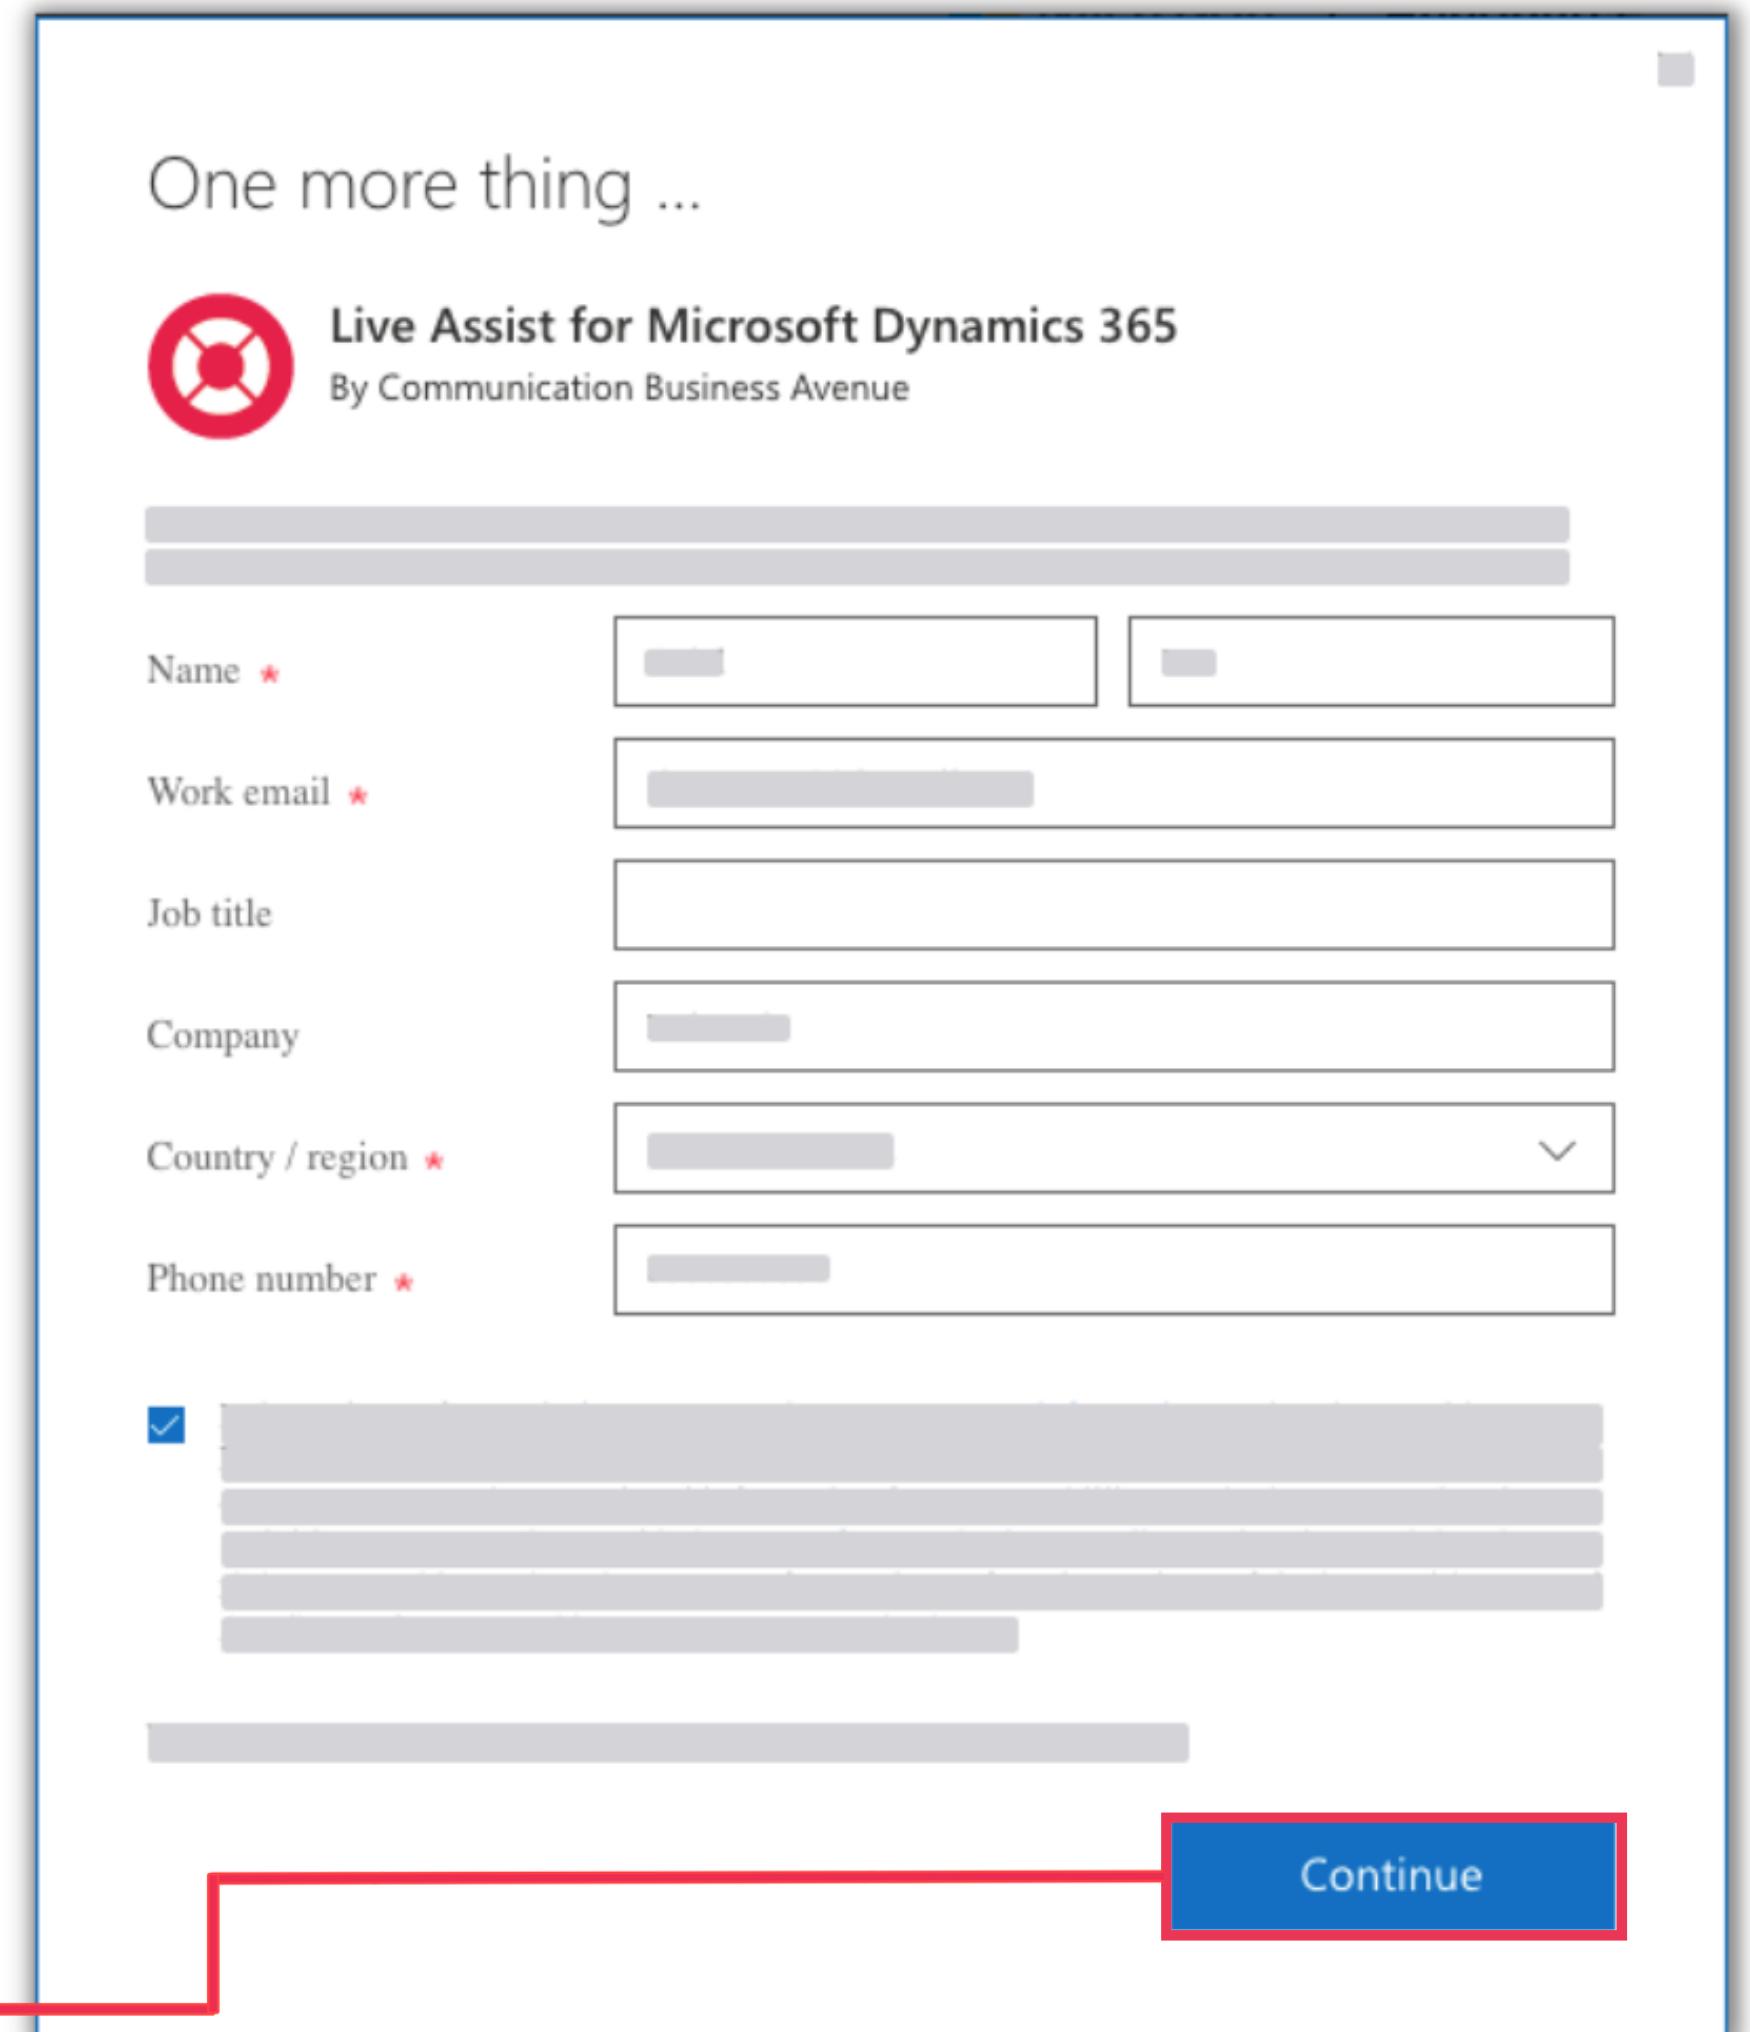 One more thing ...
Live Assist for Microsoft Dynamics 365
By Communication Business Avenue
Name *
Work email *
Job title
Company
Country / region *
Phone number *
Continue